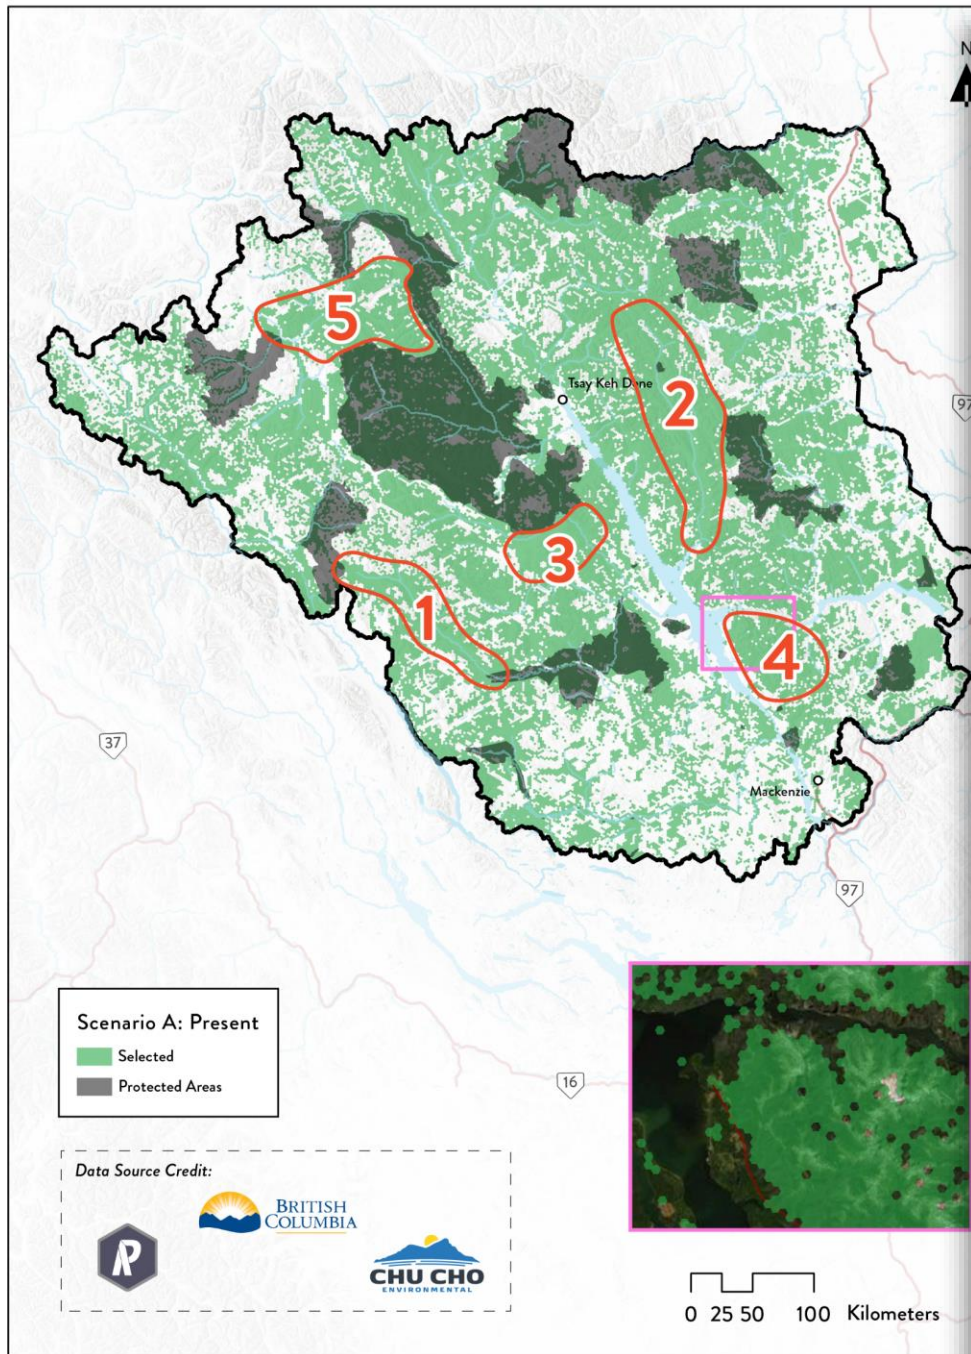 N
5
Tsay Keh Dene
2
97
3
1
4
37
Mackenzie
97
Scenario A: Present
Selected
Protected Areas
16
Data Source Credit:
BRITISH
COLUMBIA
CHU CHO
ENVIRONMENTAL
0 25 50 100 Kilometers